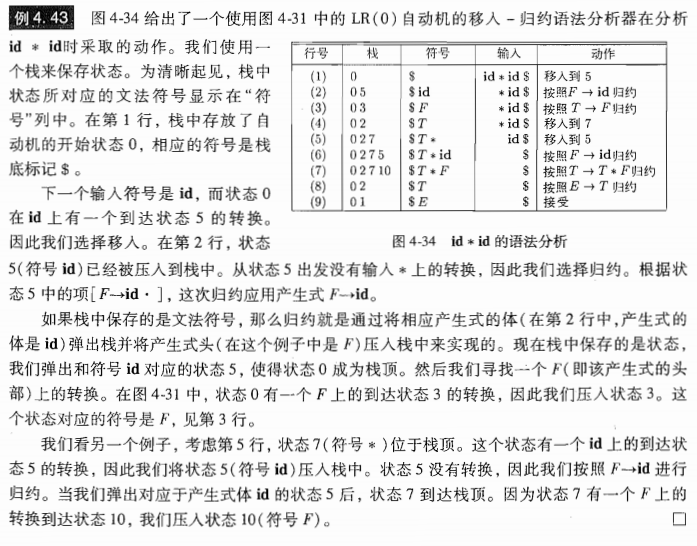 例 4.43 图 4-34 给出了一个使用图 4-31 中的 LR(0) 自动机的移入－归约语法分析器在分析
id * id时采取的动作。我们使用一
个栈来保存状态。为清晰起见，栈中
状态所对应的文法符号显示在“符
号”列中。在第 1 行，栈中存放了自
动机的开始状态 0，相应的符号是栈
底标记 $ 。
下一个输入符号是 id，而状态 0
在 id 上有一个到达状态 5 的转换。
因此我们选择移入。在第 2 行，状态
行号 栈 符号 输入 动作
(1) 0 $ id * id $ 移入到 5
(2) 0 5 $ id * id $ 按照F → id 归约
(3) 0 3 $ F * id $ 按照 T → F归约
(4) 0 2 $ T * id $ 移入到 7
(5) 0 2 7 $ T * id $ 移入到 5
(6) 0 2 7 5 $ T * id $ 按照 F → id归约
(7) 0 2 7 10 $ T * F $ 按照T → T * F归约
(8) 0 2 $ T $ 按照E → T 归约
(9) 0 1 $ E $ 接受
图 4-34 id * id 的语法分析
5(符号 id)已经被压入到栈中。从状态 5 出发没有输入 * 上的转换，因此我们选择归约。根据状
态 5 中的项[ F→id · ]，这次归约应用产生式 F→id。
如果栈中保存的是文法符号，那么归约就是通过将相应产生式的体(在第 2 行中,产生式的
体是 id)弹出栈并将产生式头(在这个例子中是 F)压入栈中来实现的。现在栈中保存的是状态，
我们弹出和符号 id 对应的状态 5，使得状态 0 成为栈顶。然后我们寻找一个 F(即该产生式的头
部)上的转换。在图 4-31 中，状态 0 有一个 F 上的到达状态 3 的转换，因此我们压入状态 3。这
个状态对应的符号是 F，见第 3 行。
我们看另一个例子，考虑第 5 行，状态 7(符号 * )位于栈顶。这个状态有一个 id 上的到达状
态 5 的转换，因此我们将状态 5(符号 id)压入栈中。状态 5 没有转换，因此我们按照 F→id 进行
归约。当我们弹出对应于产生式体 id 的状态 5 后，状态 7 到达栈顶。因为状态 7 有一个 F 上的
转换到达状态 10，我们压入状态 10(符号 F)。 □